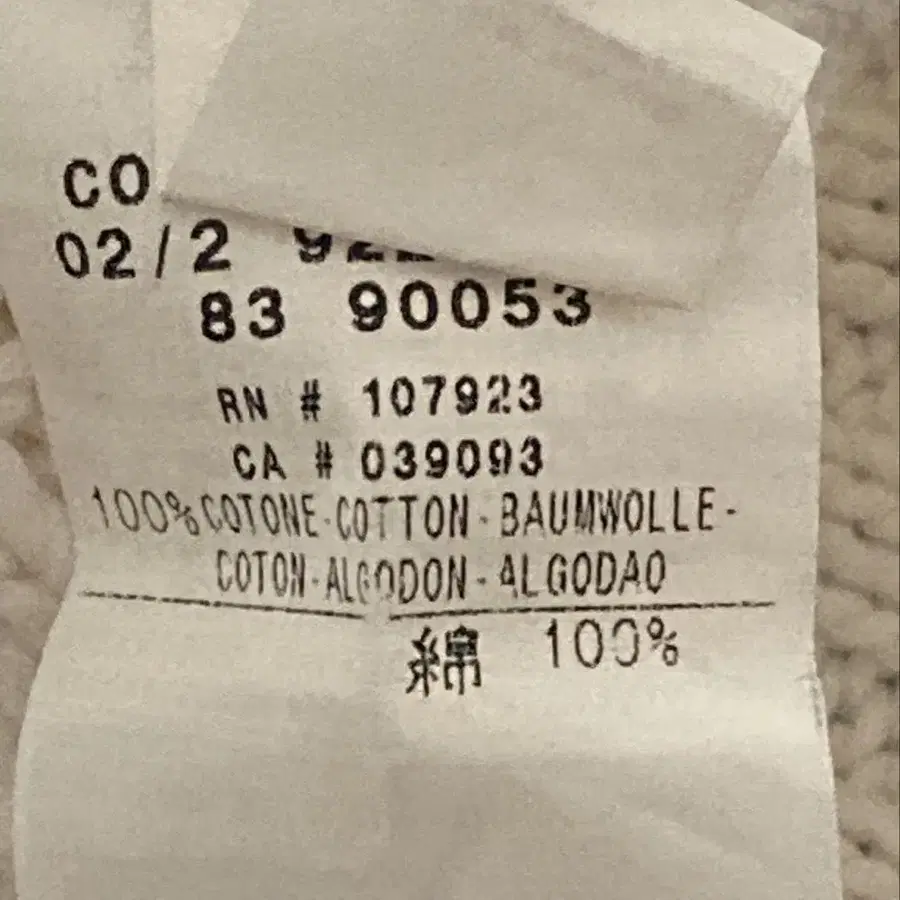 CO
02/2
83 90053
RN # 107923
CA # 039093
100% COTONE-COTTON-BAUMWOLLE-
COTON-ALGODON-ALGODAO
綿 100%